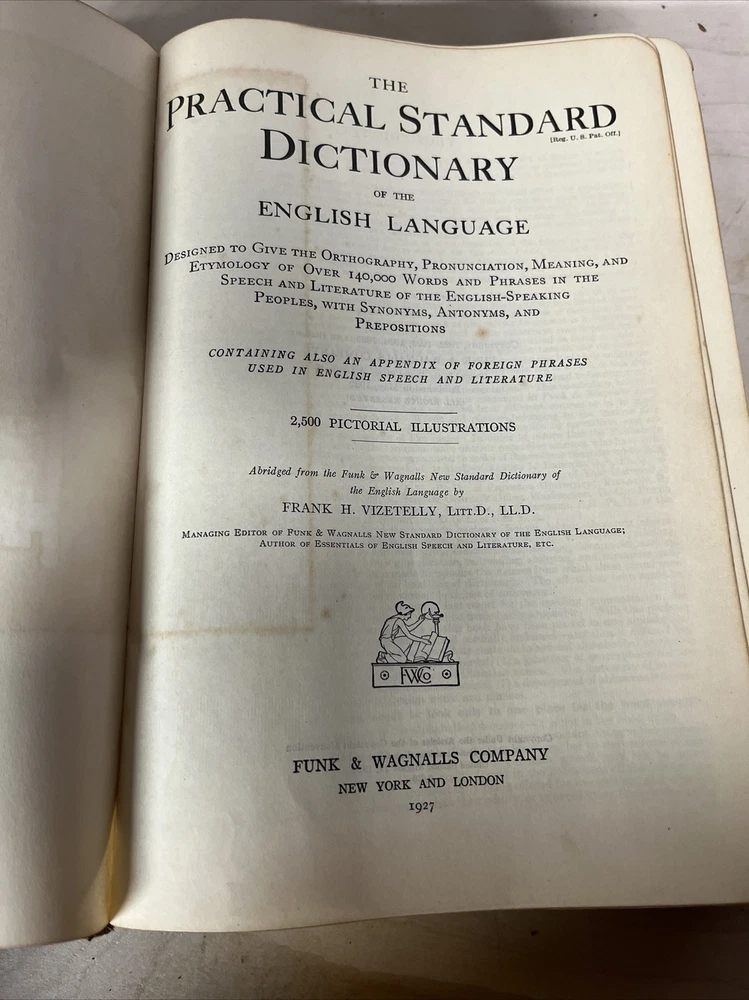 THE
PRACTICAL STANDARD
[Reg. U. S. Pat. Off.]
DICTIONARY
OF THE
ENGLISH LANGUAGE
DESIGNED TO GIVE THE ORTHOGRAPHY, PRONUNCIATION, MEANING, AND
ETYMOLOGY OF OVER 140,000 WORDS AND PHRASES IN THE
SPEECH AND LITERATURE OF THE ENGLISH-SPEAKING
PEOPLES, WITH SYNONYMS, ANTONYMS, AND
PREPOSITIONS
CONTAINING ALSO AN APPENDIX OF FOREIGN PHRASES
USED IN ENGLISH SPEECH AND LITERATURE
2,500 PICTORIAL ILLUSTRATIONS
Abridged from the Funk & Wagnalls New Standard Dictionary of
the English Language by
FRANK H. VIZETELLY, LITT.D., LL.D.
MANAGING EDITOR OF FUNK & WAGNALLS NEW STANDARD DICTIONARY OF THE ENGLISH LANGUAGE;
AUTHOR OF ESSENTIALS OF ENGLISH SPEECH AND LITERATURE, ETC.
FWCo
FUNK & WAGNALLS COMPANY
NEW YORK AND LONDON
1927